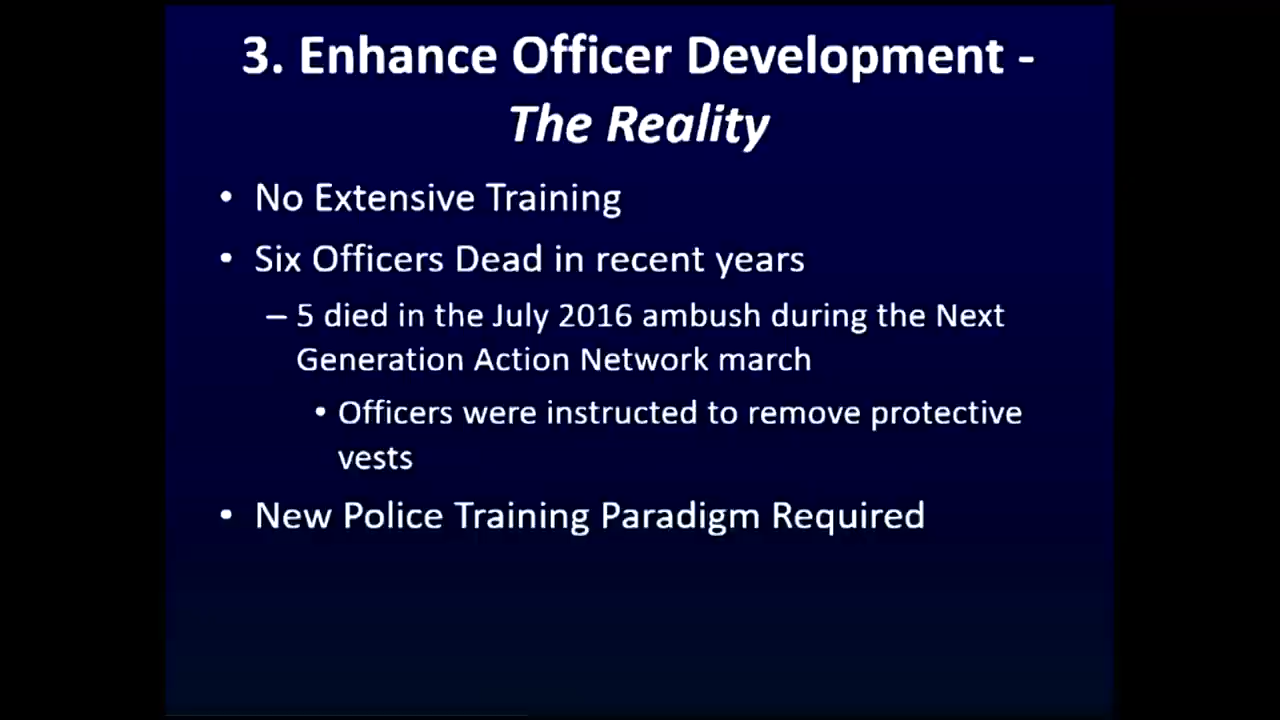 3. Enhance Officer Development -
The Reality
• No Extensive Training
• Six Officers Dead in recent years
– 5 died in the July 2016 ambush during the Next
Generation Action Network march
• Officers were instructed to remove protective
vests
• New Police Training Paradigm Required